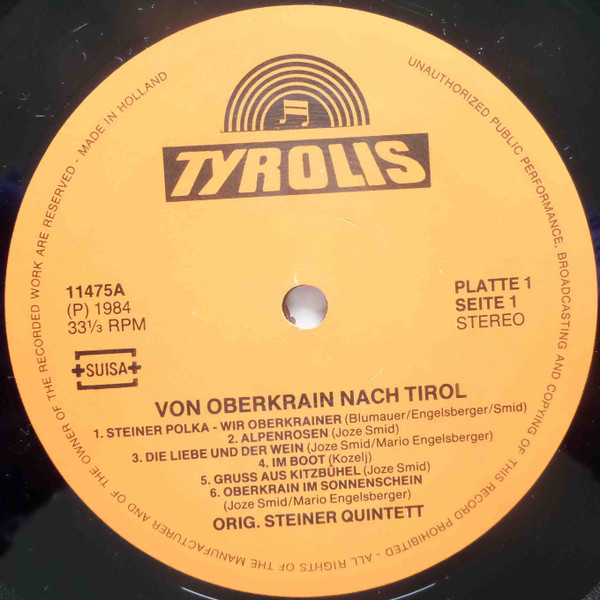 TYROLIS
11475A
(P) 1984
33⅓ RPM
SUISA
PLATTE 1
SEITE 1
STEREO
VON OBERKRAIN NACH TIROL
1. STEINER POLKA - WIR OBERKRAINER (Blumauer/Engelsberger/Smid)
2. ALPENROSEN (Joze Smid)
3. DIE LIEBE UND DER WEIN (Joze Smid/Mario Engelsberger)
4. IM BOOT (Kozelj)
5. GRUSS AUS KITZBÜHEL (Joze Smid)
6. OBERKRAIN IM SONNENSCHEIN
(Joze Smid/Mario Engelsberger)
ORIG. STEINER QUINTETT
UNAUTHORIZED PUBLIC PERFORMANCE, BROADCASTING AND COPYING OF THIS RECORD PROHIBITED - ALL RIGHTS OF THE MANUFACTURER AND OF THE OWNER OF THE RECORDED WORK ARE RESERVED - MADE IN HOLLAND